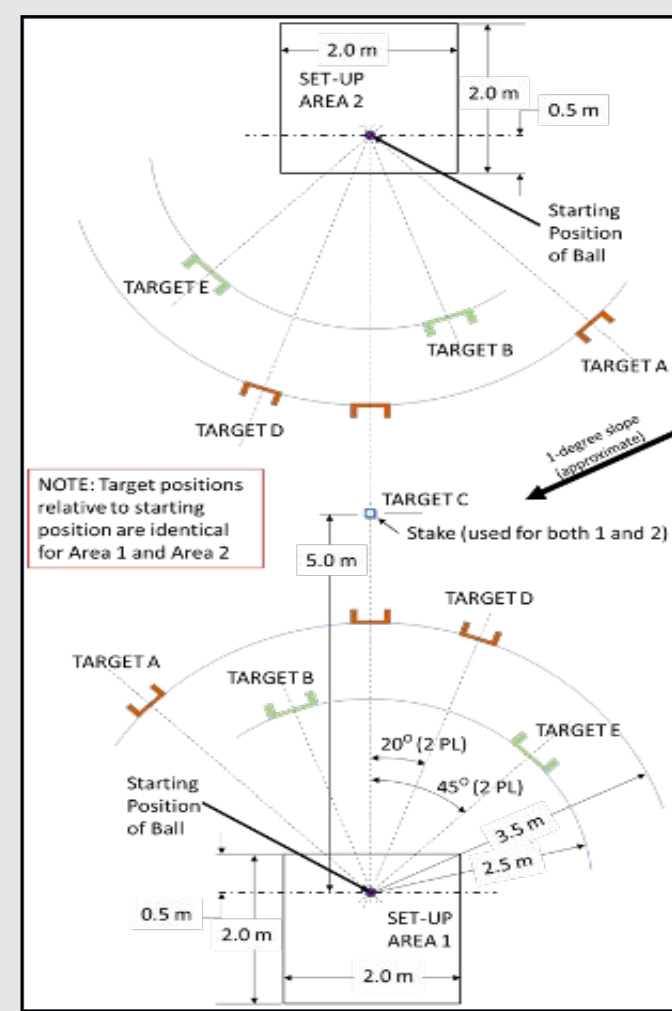 2.0 m
SET-UP
AREA 2
2.0 m
0.5 m
Starting
Position
of Ball
TARGET E
TARGET B
TARGET A
TARGET D
1-degree slope
(approximate)
NOTE: Target positions
relative to starting
position are identical
for Area 1 and Area 2
TARGET C
Stake (used for both 1 and 2)
5.0 m
TARGET D
TARGET A
TARGET B
TARGET E
20° (2 PL)
45° (2 PL)
Starting
Position
of Ball
3.5 m
2.5 m
0.5 m
2.0 m
SET-UP
AREA 1
2.0 m